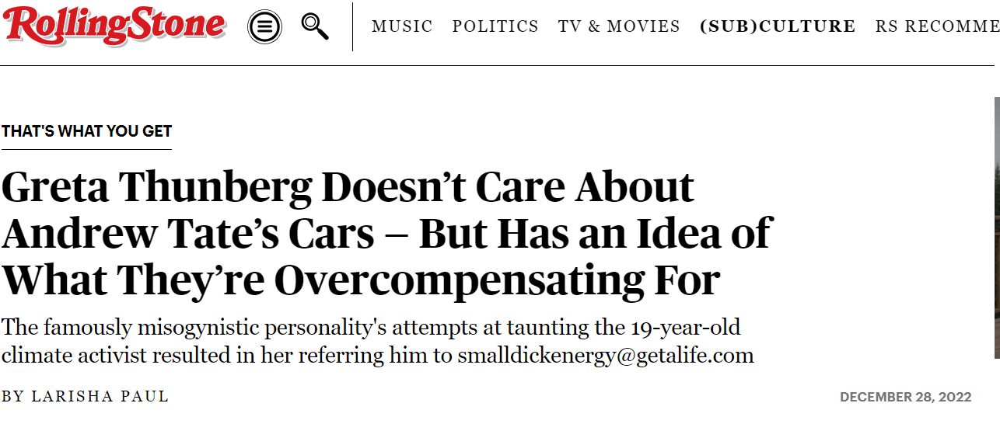 RollingStone MUSIC POLITICS TV & MOVIES (SUB)CULTURE RS RECOMME
THAT'S WHAT YOU GET
Greta Thunberg Doesn’t Care About
Andrew Tate’s Cars – But Has an Idea of
What They’re Overcompensating For
The famously misogynistic personality's attempts at taunting the 19-year-old
climate activist resulted in her referring him to smalldickenergy@getalife.com
BY LARISHA PAUL DECEMBER 28, 2022